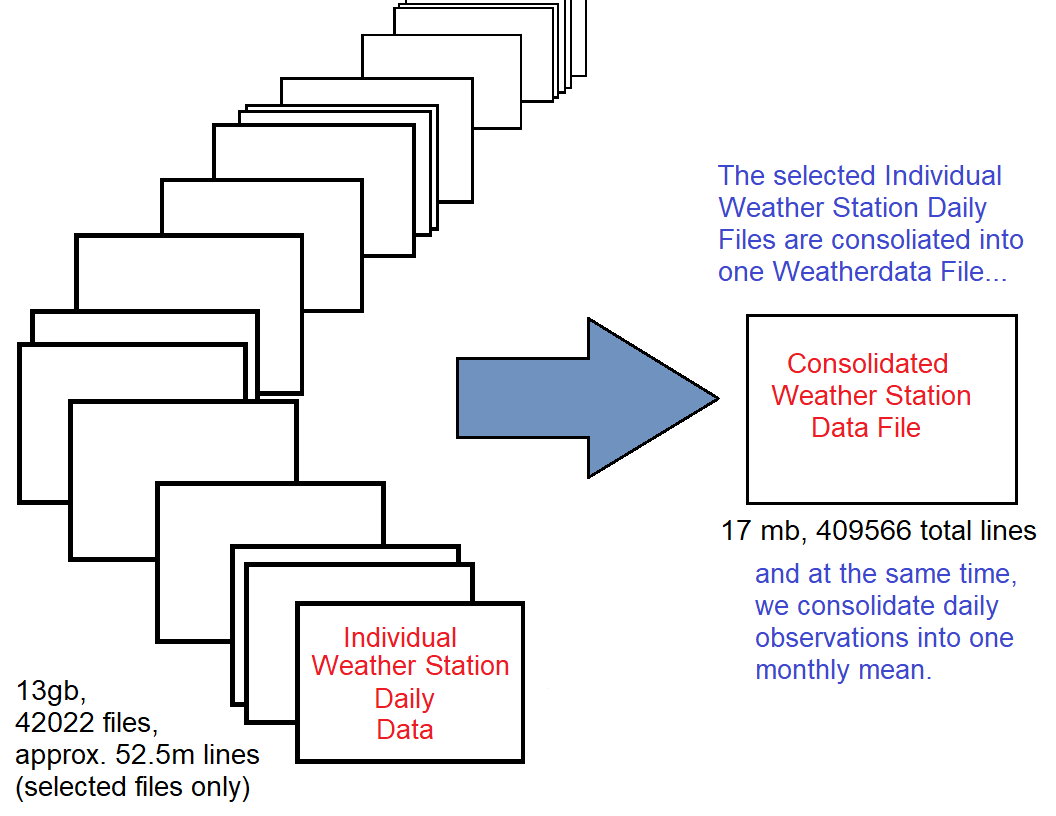 The selected Individual
Weather Station Daily
Files are consoliated into
one Weatherdata File...
Consolidated
Weather Station
Data File
17 mb, 409566 total lines
and at the same time,
we consolidate daily
observations into one
monthly mean.
Individual
Weather Station
Daily
Data
13gb,
42022 files,
approx. 52.5m lines
(selected files only)